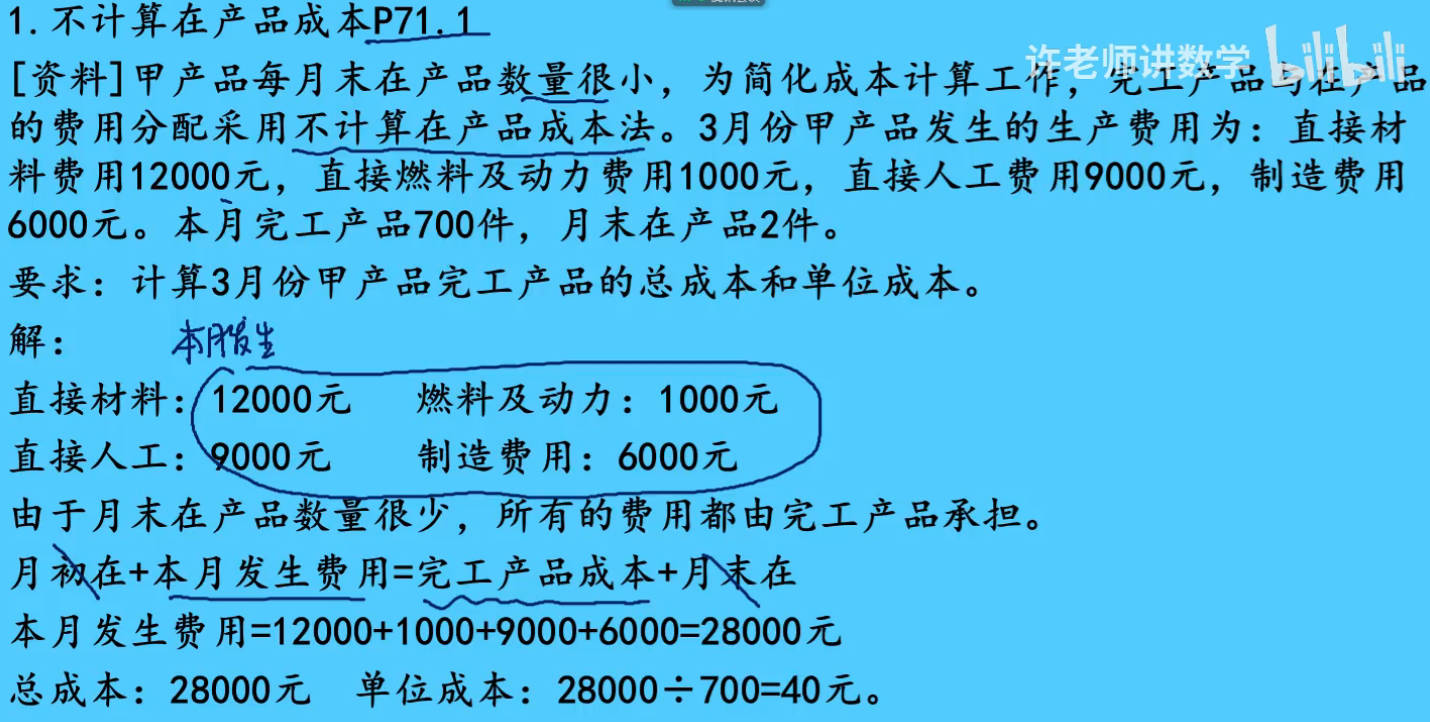 1.不计算在产品成本P71.1
许老师讲数学 bilibili
[资料]甲产品每月末在产品数量很小，为简化成本计算工作，完工产品与在产品
的费用分配采用不计算在产品成本法。3月份甲产品发生的生产费用为：直接材
料费用12000元，直接燃料及动力费用1000元，直接人工费用9000元，制造费用
6000元。本月完工产品700件，月末在产品2件。
要求：计算3月份甲产品完工产品的总成本和单位成本。
解：  本月发生
直接材料：12000元  燃料及动力：1000元
直接人工：9000元  制造费用：6000元
由于月末在产品数量很少，所有的费用都由完工产品承担。
月初在+本月发生费用=完工产品成本+月末在
本月发生费用=12000+1000+9000+6000=28000元
总成本：28000元  单位成本：28000÷700=40元。